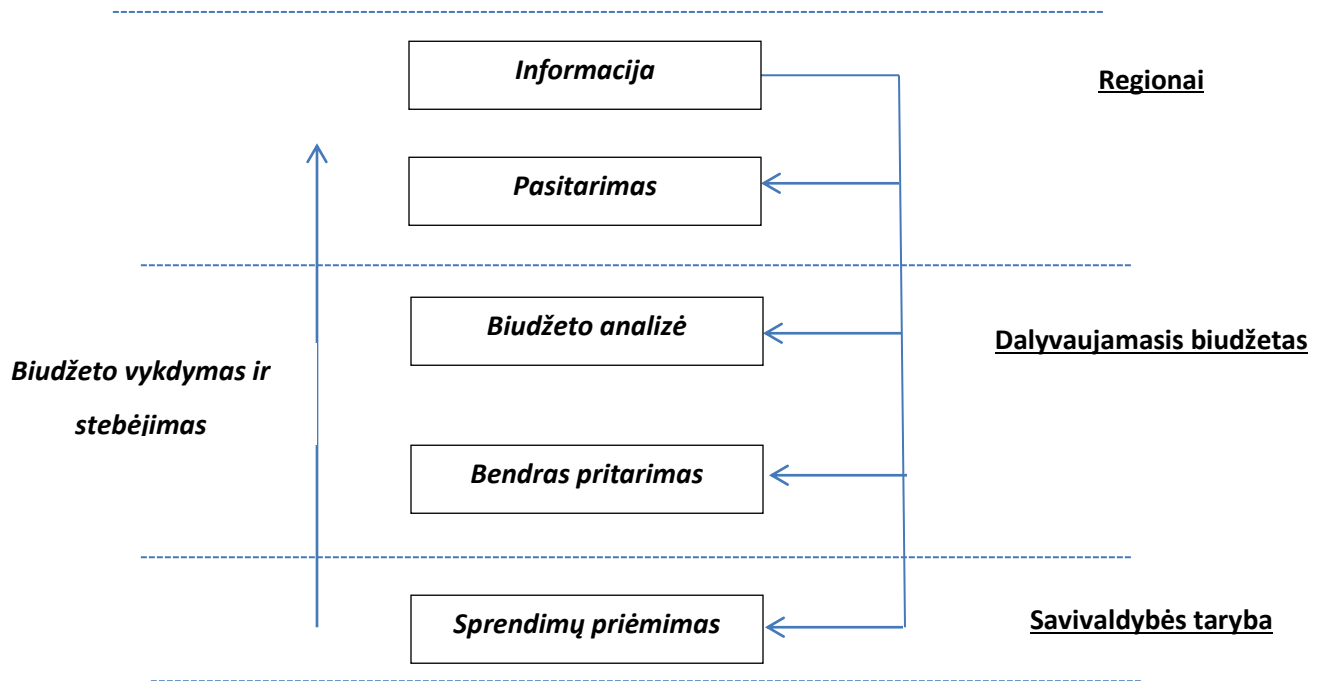 Informacija
Regionai
Pasitarimas
Biudžeto analizė
Dalyvaujamasis biudžetas
Biudžeto vykdymas ir
stebėjimas
Bendras pritarimas
Sprendimų priėmimas
Savivaldybės taryba